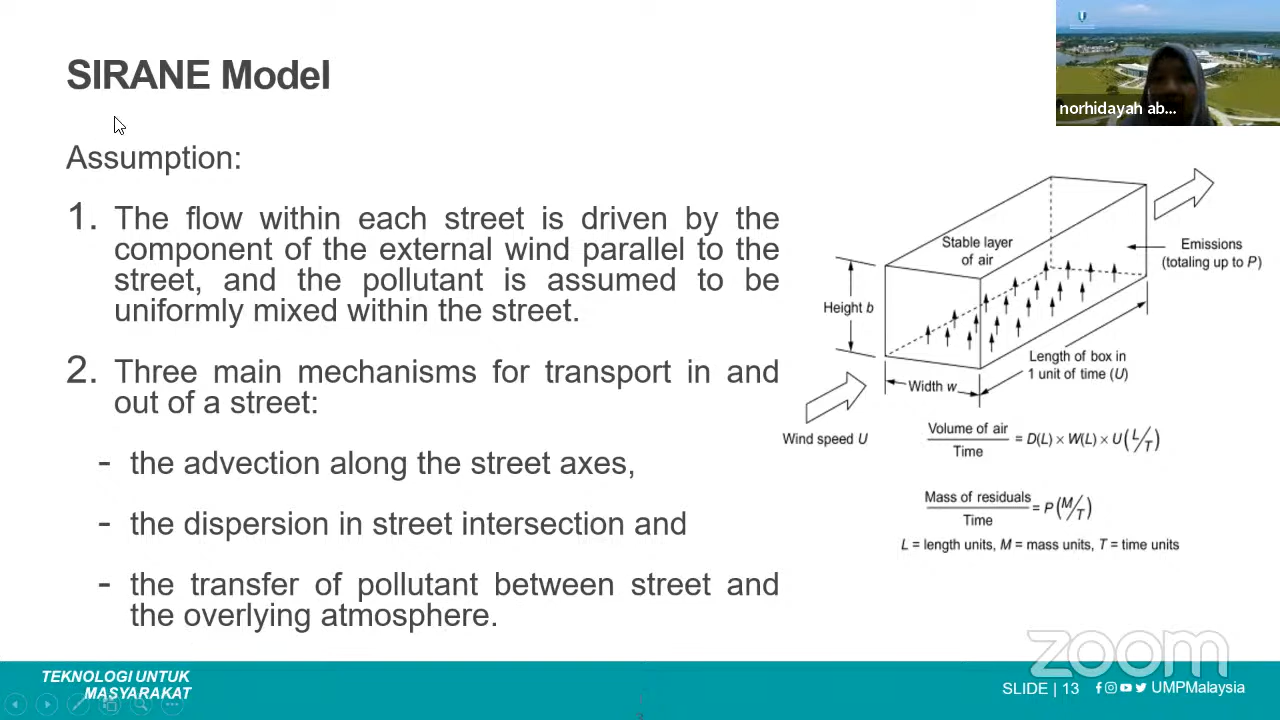 SIRANE Model
norhidayah ab...
Assumption:
1. The flow within each street is driven by the
component of the external wind parallel to the
street, and the pollutant is assumed to be
uniformly mixed within the street.
2. Three main mechanisms for transport in and
out of a street:
- the advection along the street axes,
- the dispersion in street intersection and
- the transfer of pollutant between street and
the overlying atmosphere.
Stable layer
of air
Emissions
(totaling up to P)
Height b
Length of box in
1 unit of time (U)
Width w
Wind speed U
Volume of air
Time
= D(L) × W(L) × U (L/T)
Mass of residuals
Time
= P (M/T)
L = length units, M = mass units, T = time units
zoom
TEKNOLOGI UNTUK
MASYARAKAT
SLIDE | 13
UMPMalaysia